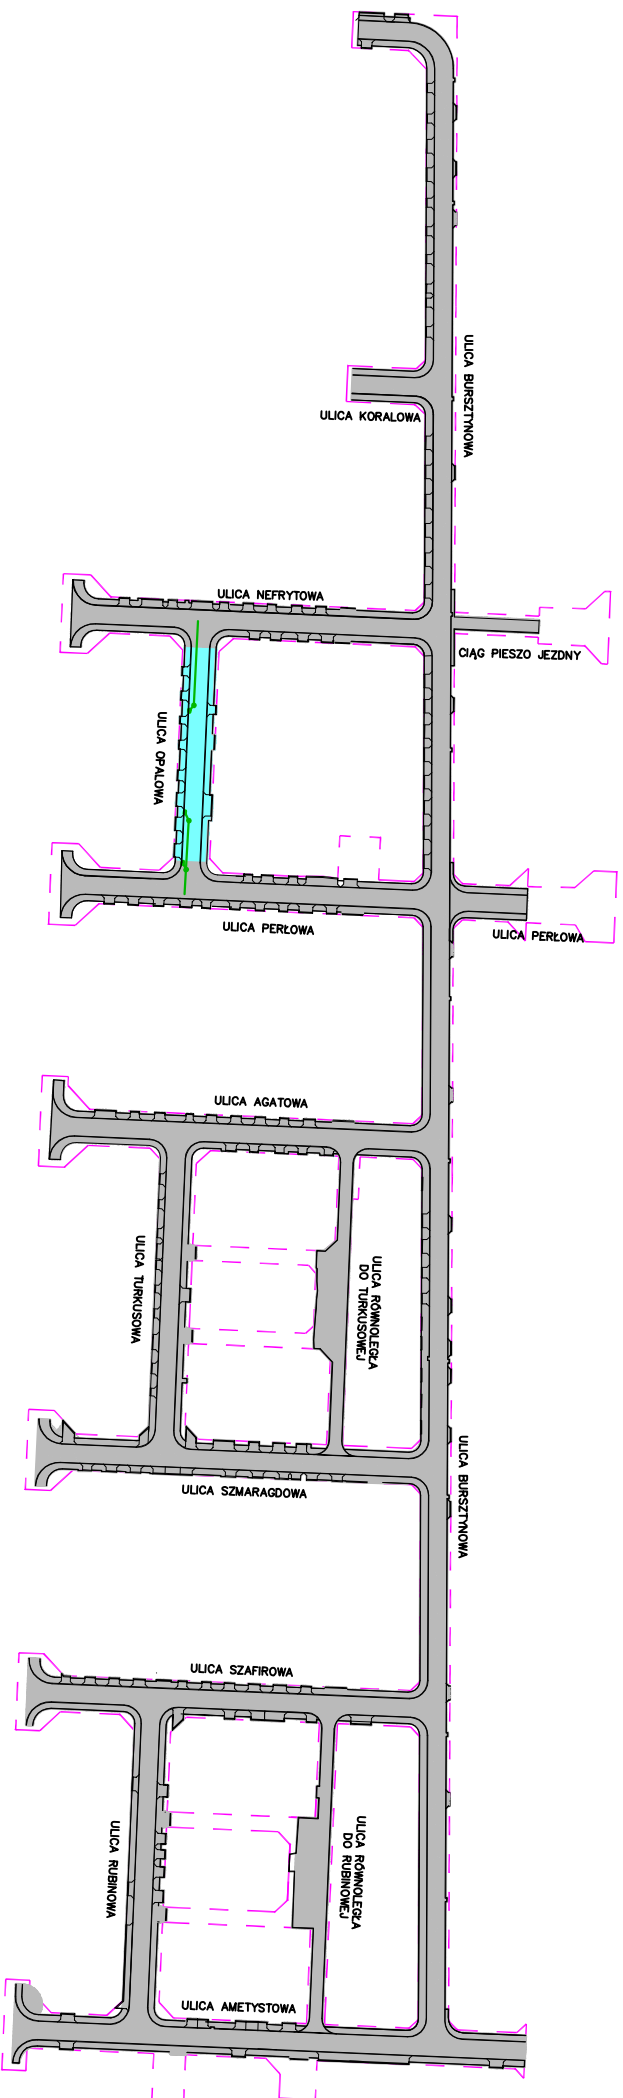 ULICA BURSZTYNOWA
ULICA KORALOWA
ULICA NEFRYTOWA
CIĄG PIESZO JEZDNY
ULICA OPALOWA
ULICA PERŁOWA
ULICA PERŁOWA
ULICA AGATOWA
ULICA TURKUSOWA
ULICA RÓWNOLEGŁA
DO TURKUSOWEJ
ULICA BURSZTYNOWA
ULICA SZMARAGDOWA
ULICA SZAFIROWA
ULICA RUBINOWA
ULICA RÓWNOLEGŁA
DO RUBINOWEJ
ULICA AMETYSTOWA